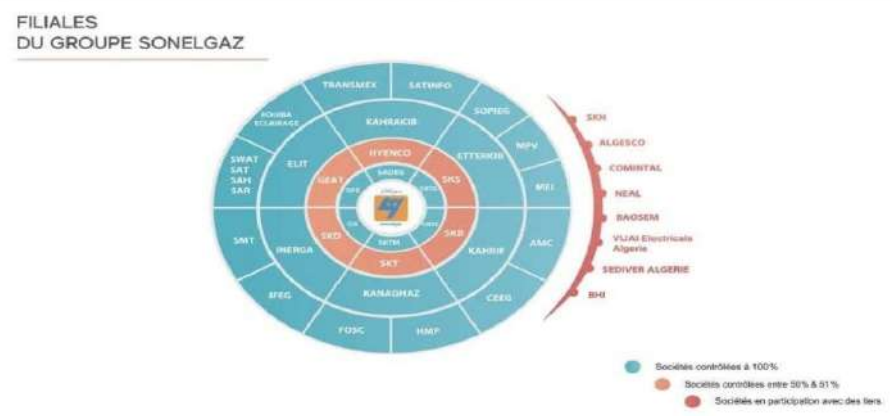 FILIALES
DU GROUPE SONELGAZ
TRANSMEX
SATINFO
ROUIBA
ECLAIRAGE
SOPIEG
KAHRAKIB
SWAT
SAT
SAH
SAR
ELIT
HYENCO
ETTERKIB
MPV
GEAT
SADEG
SKS
MEI
SMT
INERGA
SKD
SKTM
SKB
KAHRIF
AMC
SKT
IFEG
KANAGHAZ
CEEG
FOSC
HMP
SKH
ALGESCO
COMINTAL
NEAL
BAOSEM
VIJAI Electricals
Algerie
SEDIVER ALGERIE
BHI
Sociétés contrôlées à 100%
Sociétés contrôlées entre 50% & 51%
Sociétés en participation avec des tiers